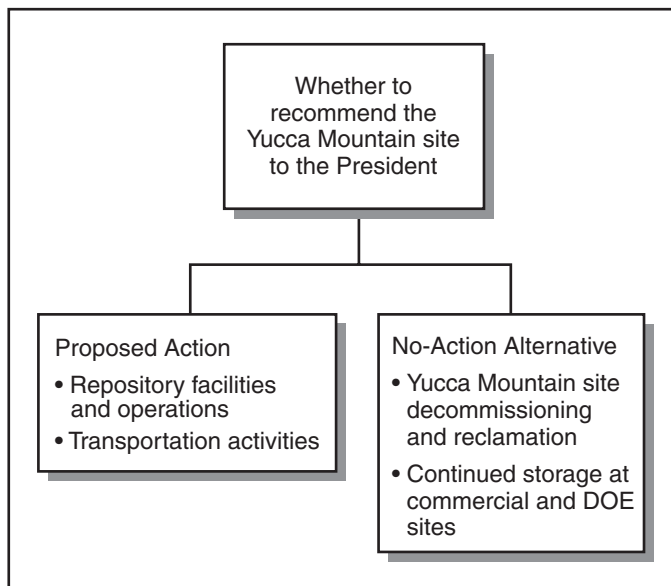 Whether to
recommend the
Yucca Mountain site
to the President
Proposed Action
• Repository facilities
and operations
• Transportation activities
No-Action Alternative
• Yucca Mountain site
decommissioning
and reclamation
• Continued storage at
commercial and DOE
sites